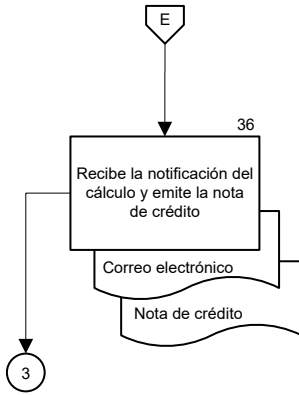 E
36
Recibe la notificación del
cálculo y emite la nota
de crédito
Correo electrónico
Nota de crédito
3